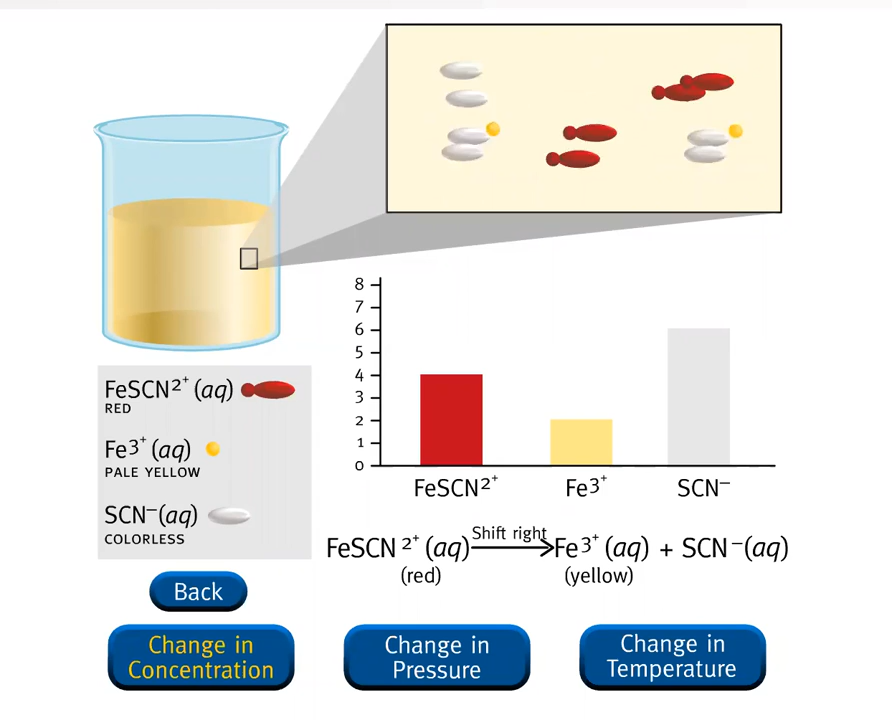 8
7
6
5
4
3
2
1
0
FeSCN²⁺ Fe³⁺ SCN⁻
FeSCN²⁺ (aq)
RED
Fe³⁺ (aq)
PALE YELLOW
SCN⁻(aq)
COLORLESS
Shift right
FeSCN ²⁺ (aq) Fe³⁺ (aq) + SCN⁻(aq)
(red) (yellow)
Back
Change in
Concentration
Change in
Pressure
Change in
Temperature